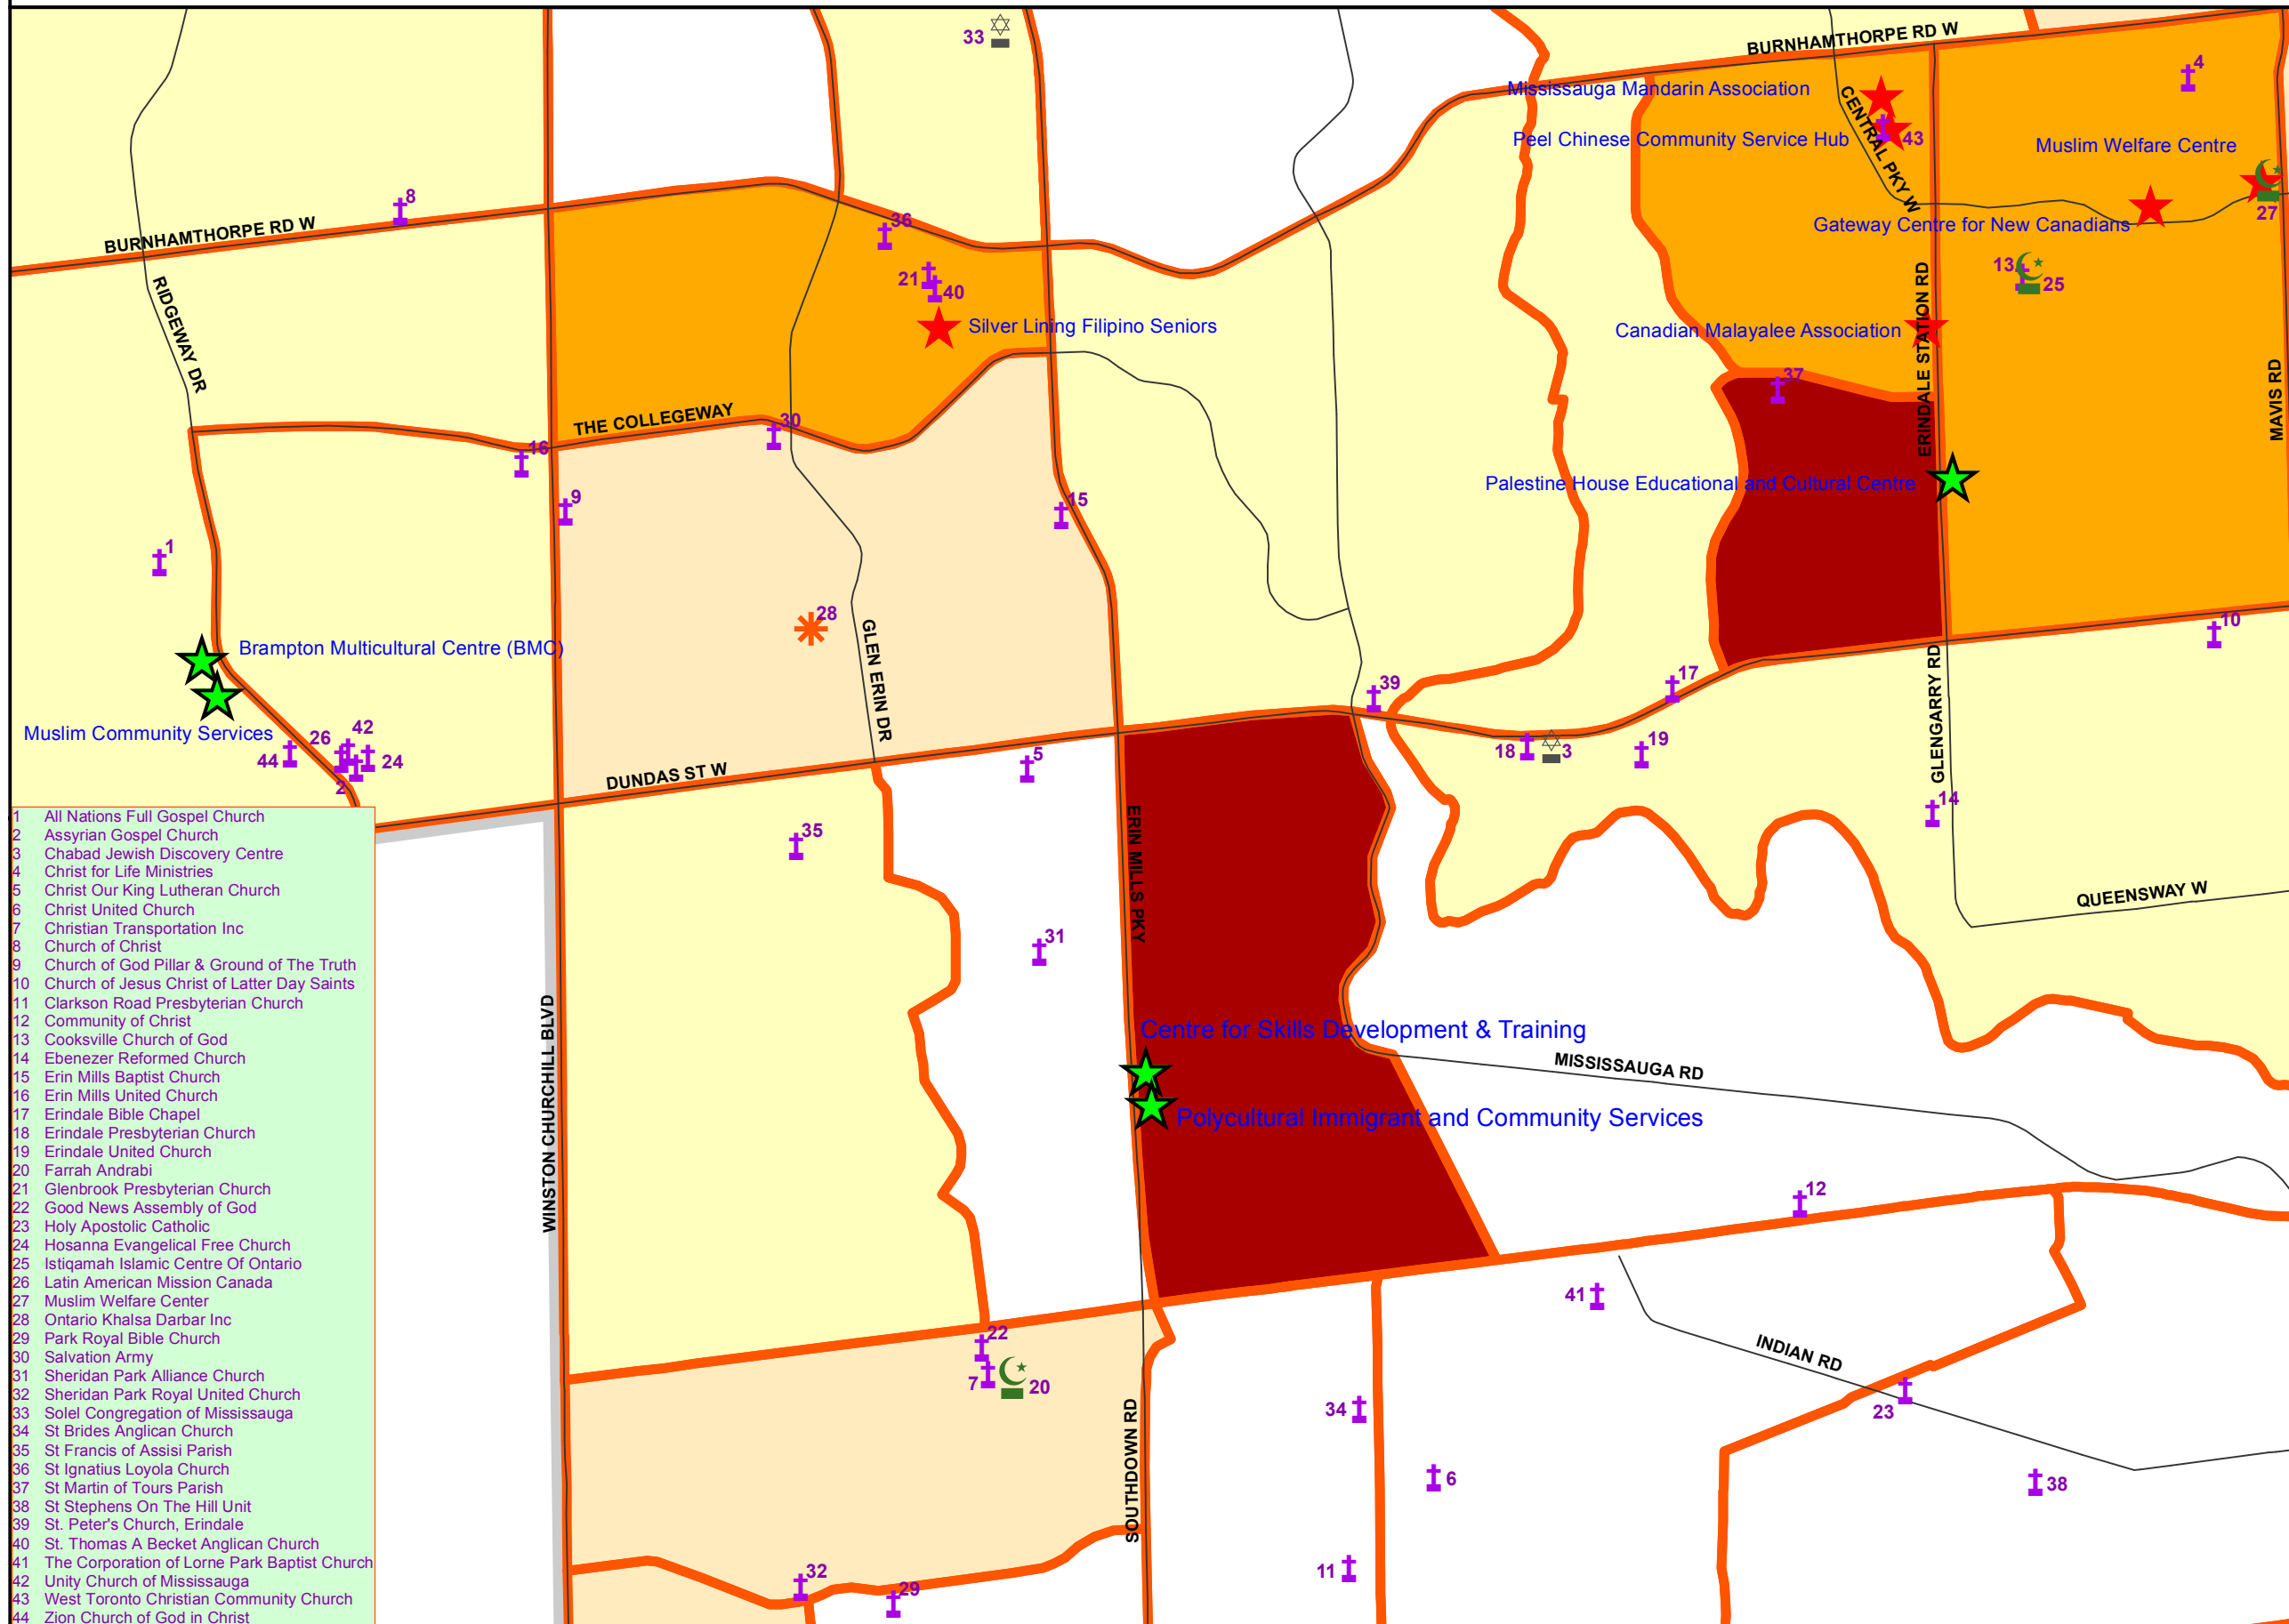 33
BURNHAMTHORPE RD W
4
Mississauga Mandarin Association
CENTRAL PKY W
Peel Chinese Community Service Hub
43
Muslim Welfare Centre
8
BURNHAMTHORPE RD W
36
27
Gateway Centre for New Canadians
21
40
13
25
RIDGEWAY DR
Silver Lining Filipino Seniors
Canadian Malayalee Association
ERINDALE STATION RD
MAVIS RD
37
THE COLLEGEWAY
30
16
9
15
Palestine House Educational and Cultural Centre
1
28
10
Brampton Multicultural Centre (BMC)
GLEN ERIN DR
GLENGARRY RD
39
17
Muslim Community Services
26
42
44
24
2
5
18
3
19
DUNDAS ST W
14
35
ERIN MILLS PKY
QUEENSWAY W
31
WINSTON CHURCHILL BLVD
Centre for Skills Development & Training
MISSISSAUGA RD
Polycultural Immigrant and Community Services
12
41
22
7
20
INDIAN RD
34
23
SOUTHDOWN RD
6
38
32
29
11
1 All Nations Full Gospel Church
2 Assyrian Gospel Church
3 Chabad Jewish Discovery Centre
4 Christ for Life Ministries
5 Christ Our King Lutheran Church
6 Christ United Church
7 Christian Transportation Inc
8 Church of Christ
9 Church of God Pillar & Ground of The Truth
10 Church of Jesus Christ of Latter Day Saints
11 Clarkson Road Presbyterian Church
12 Community of Christ
13 Cooksville Church of God
14 Ebenezer Reformed Church
15 Erin Mills Baptist Church
16 Erin Mills United Church
17 Erindale Bible Chapel
18 Erindale Presbyterian Church
19 Erindale United Church
20 Farrah Andrabi
21 Glenbrook Presbyterian Church
22 Good News Assembly of God
23 Holy Apostolic Catholic
24 Hosanna Evangelical Free Church
25 Istiqamah Islamic Centre Of Ontario
26 Latin American Mission Canada
27 Muslim Welfare Center
28 Ontario Khalsa Darbar Inc
29 Park Royal Bible Church
30 Salvation Army
31 Sheridan Park Alliance Church
32 Sheridan Park Royal United Church
33 Solel Congregation of Mississauga
34 St Brides Anglican Church
35 St Francis of Assisi Parish
36 St Ignatius Loyola Church
37 St Martin of Tours Parish
38 St Stephens On The Hill Unit
39 St. Peter's Church, Erindale
40 St. Thomas A Becket Anglican Church
41 The Corporation of Lorne Park Baptist Church
42 Unity Church of Mississauga
43 West Toronto Christian Community Church
44 Zion Church of God in Christ